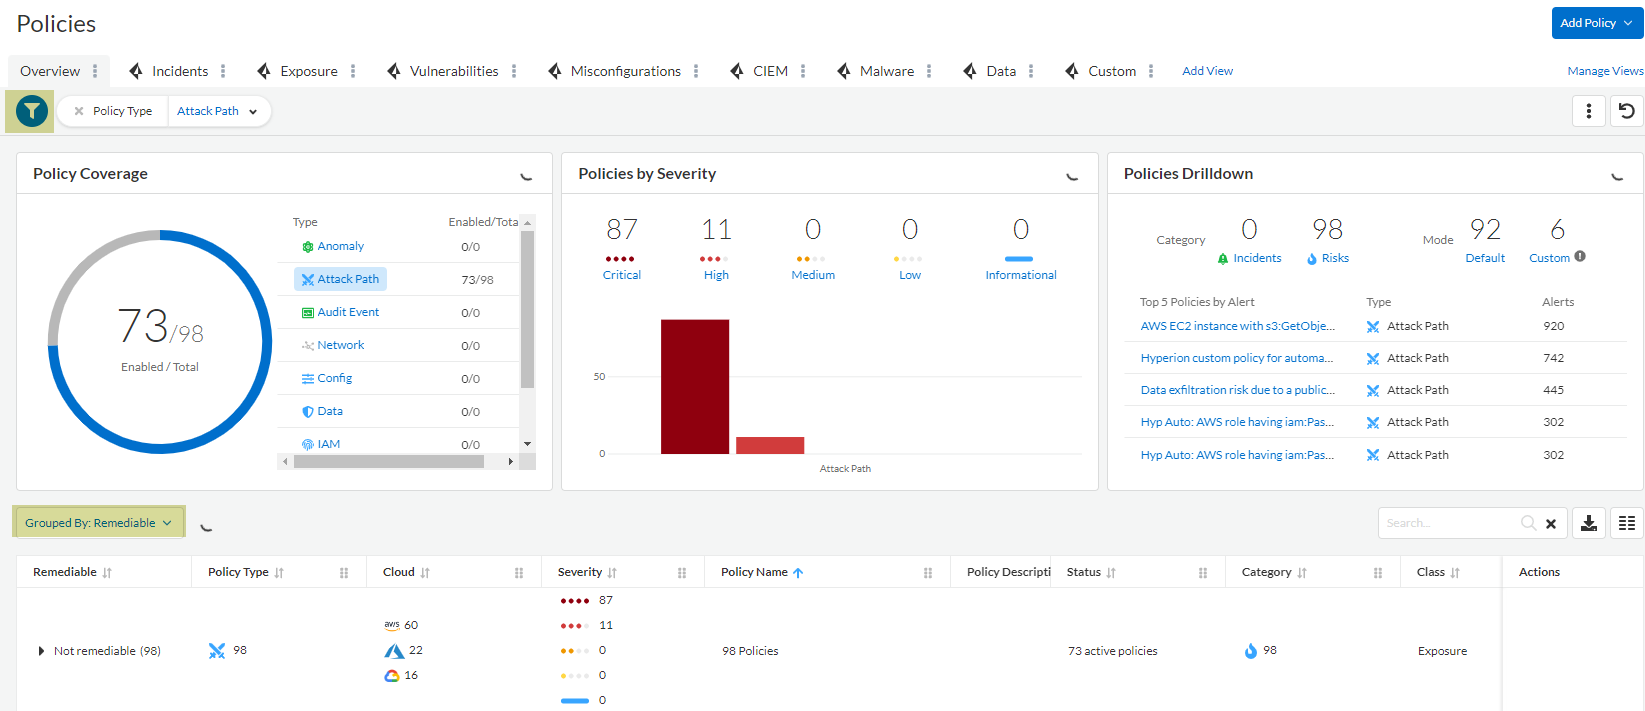 Policies
Add Policy
Overview
Incidents
Exposure
Vulnerabilities
Misconfigurations
CIEM
Malware
Data
Custom
Add View
Manage Views
Policy Type
Attack Path
Policy Coverage
73/98
Enabled / Total
Type Enabled/Tota
Anomaly 0/0
Attack Path 73/98
Audit Event 0/0
Network 0/0
Config 0/0
Data 0/0
IAM 0/0
Policies by Severity
87 11 0 0 0
Critical High Medium Low Informational
50
0
Attack Path
Policies Drilldown
Category
0
Incidents
98
Risks
Mode
92
Default
6
Custom
Top 5 Policies by Alert Type Alerts
AWS EC2 instance with s3:GetObje... Attack Path 920
Hyperion custom policy for automa... Attack Path 742
Data exfiltration risk due to a public... Attack Path 445
Hyp Auto: AWS role having iam:Pas... Attack Path 302
Hyp Auto: AWS role having iam:Pas... Attack Path 302
Grouped By: Remediable
Search...
Remediable Policy Type Cloud Severity Policy Name Policy Descripti Status Category Class Actions
Not remediable (98)
98
aws 60
22
16
87
11
0
0
0
98 Policies
73 active policies
98
Exposure